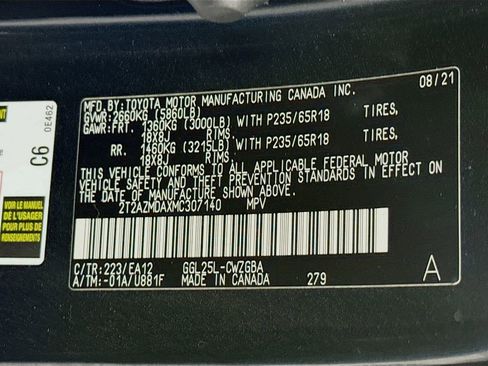 MFD.BY:TOYOTA MOTOR MANUFACTURING CANADA INC. 08/21
GVWR:2660KG (5860LB)
GAWR:FRT. 1360KG (3000LB) WITH P235/65R18 TIRES,
18X8J RIMS.
RR. 1460KG (3215LB) WITH P235/65R18 TIRES,
18X8J RIMS.
THIS VEHICLE CONFORMS TO ALL APPLICABLE FEDERAL MOTOR
VEHICLE SAFETY AND THEFT PREVENTION STANDARDS IN EFFECT ON
THE DATE OF MANUFACTURE SHOWN ABOVE.
2T2AZMDAXMC307140 MPV
C/TR:223/EA12 GGL25L-CWZGBA
A/TM:-01A/U881F MADE IN CANADA 279 A
C6 0E462
VOIR LE MANUEL
DE L'USAGER
POUR PLUS DE
RENSEIGNEMENTS